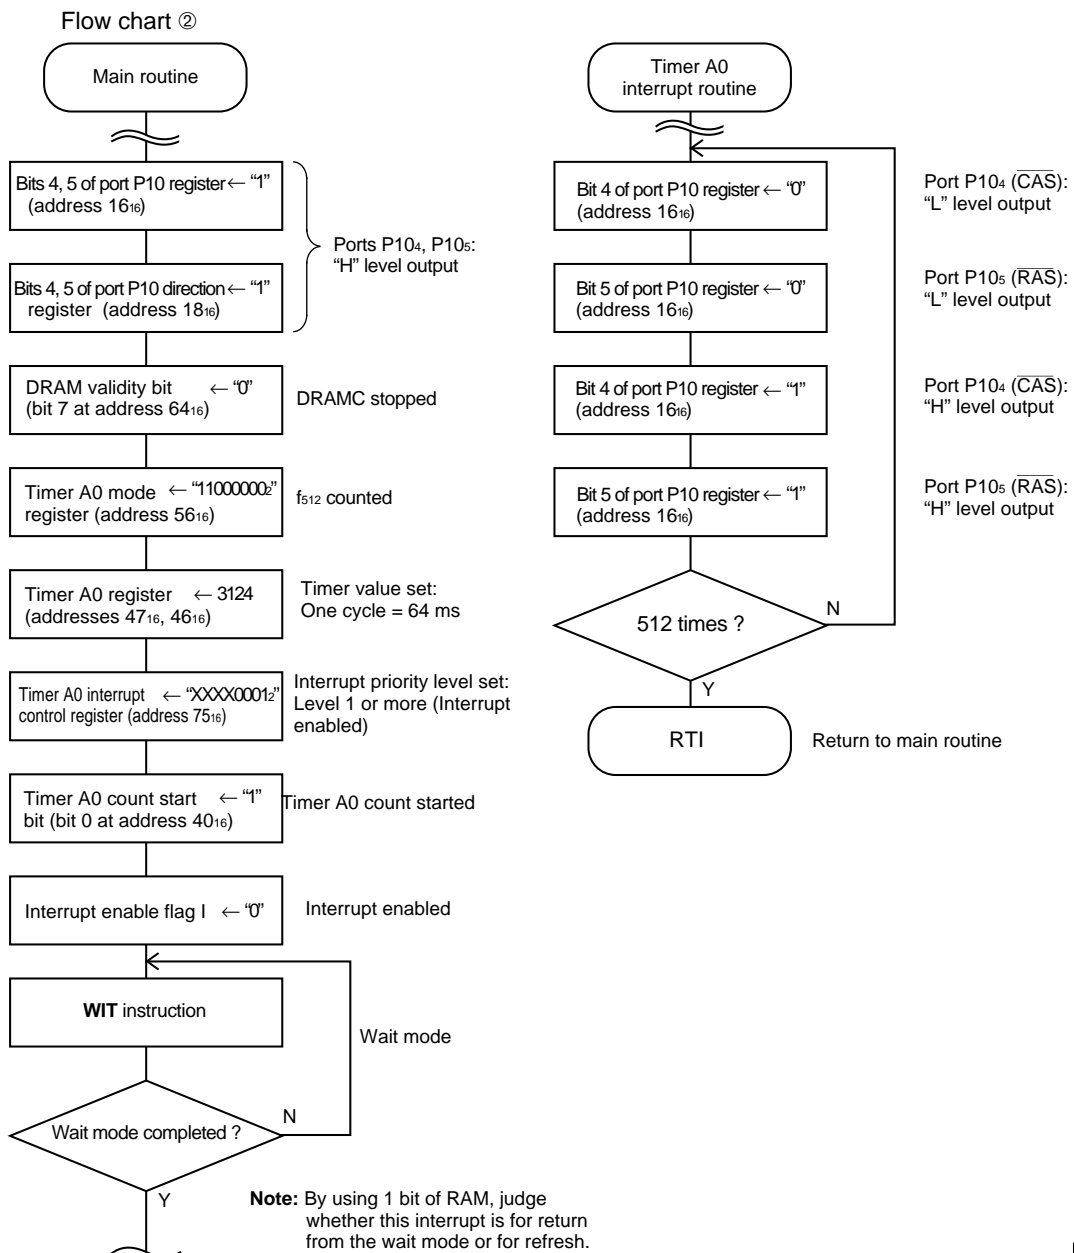 Flow chart ②
Main routine
Bits 4, 5 of port P10 register ← “1”
(address 16₁₆)
Bits 4, 5 of port P10 direction ← “1”
register (address 18₁₆)
Ports P10₄, P10₅:
“H” level output
DRAM validity bit ← “0”
(bit 7 at address 64₁₆)
DRAMC stopped
Timer A0 mode ← “11000000₂”
register (address 56₁₆)
f₅₁₂ counted
Timer A0 register ← 3124
(addresses 47₁₆, 46₁₆)
Timer value set:
One cycle = 64 ms
Timer A0 interrupt ← “XXXX0001₂”
control register (address 75₁₆)
Interrupt priority level set:
Level 1 or more (Interrupt
enabled)
Timer A0 count start ← “1”
bit (bit 0 at address 40₁₆)
Timer A0 count started
Interrupt enable flag I ← “0”
Interrupt enabled
WIT instruction
Wait mode
Wait mode completed ?
N
Y
Note: By using 1 bit of RAM, judge
whether this interrupt is for return
from the wait mode or for refresh.
Timer A0
interrupt routine
Bit 4 of port P10 register ← “0”
(address 16₁₆)
Port P10₄ (C̅A̅S̅):
“L” level output
Bit 5 of port P10 register ← “0”
(address 16₁₆)
Port P10₅ (R̅A̅S̅):
“L” level output
Bit 4 of port P10 register ← “1”
(address 16₁₆)
Port P10₄ (C̅A̅S̅):
“H” level output
Bit 5 of port P10 register ← “1”
(address 16₁₆)
Port P10₅ (R̅A̅S̅):
“H” level output
512 times ?
N
Y
RTI
Return to main routine